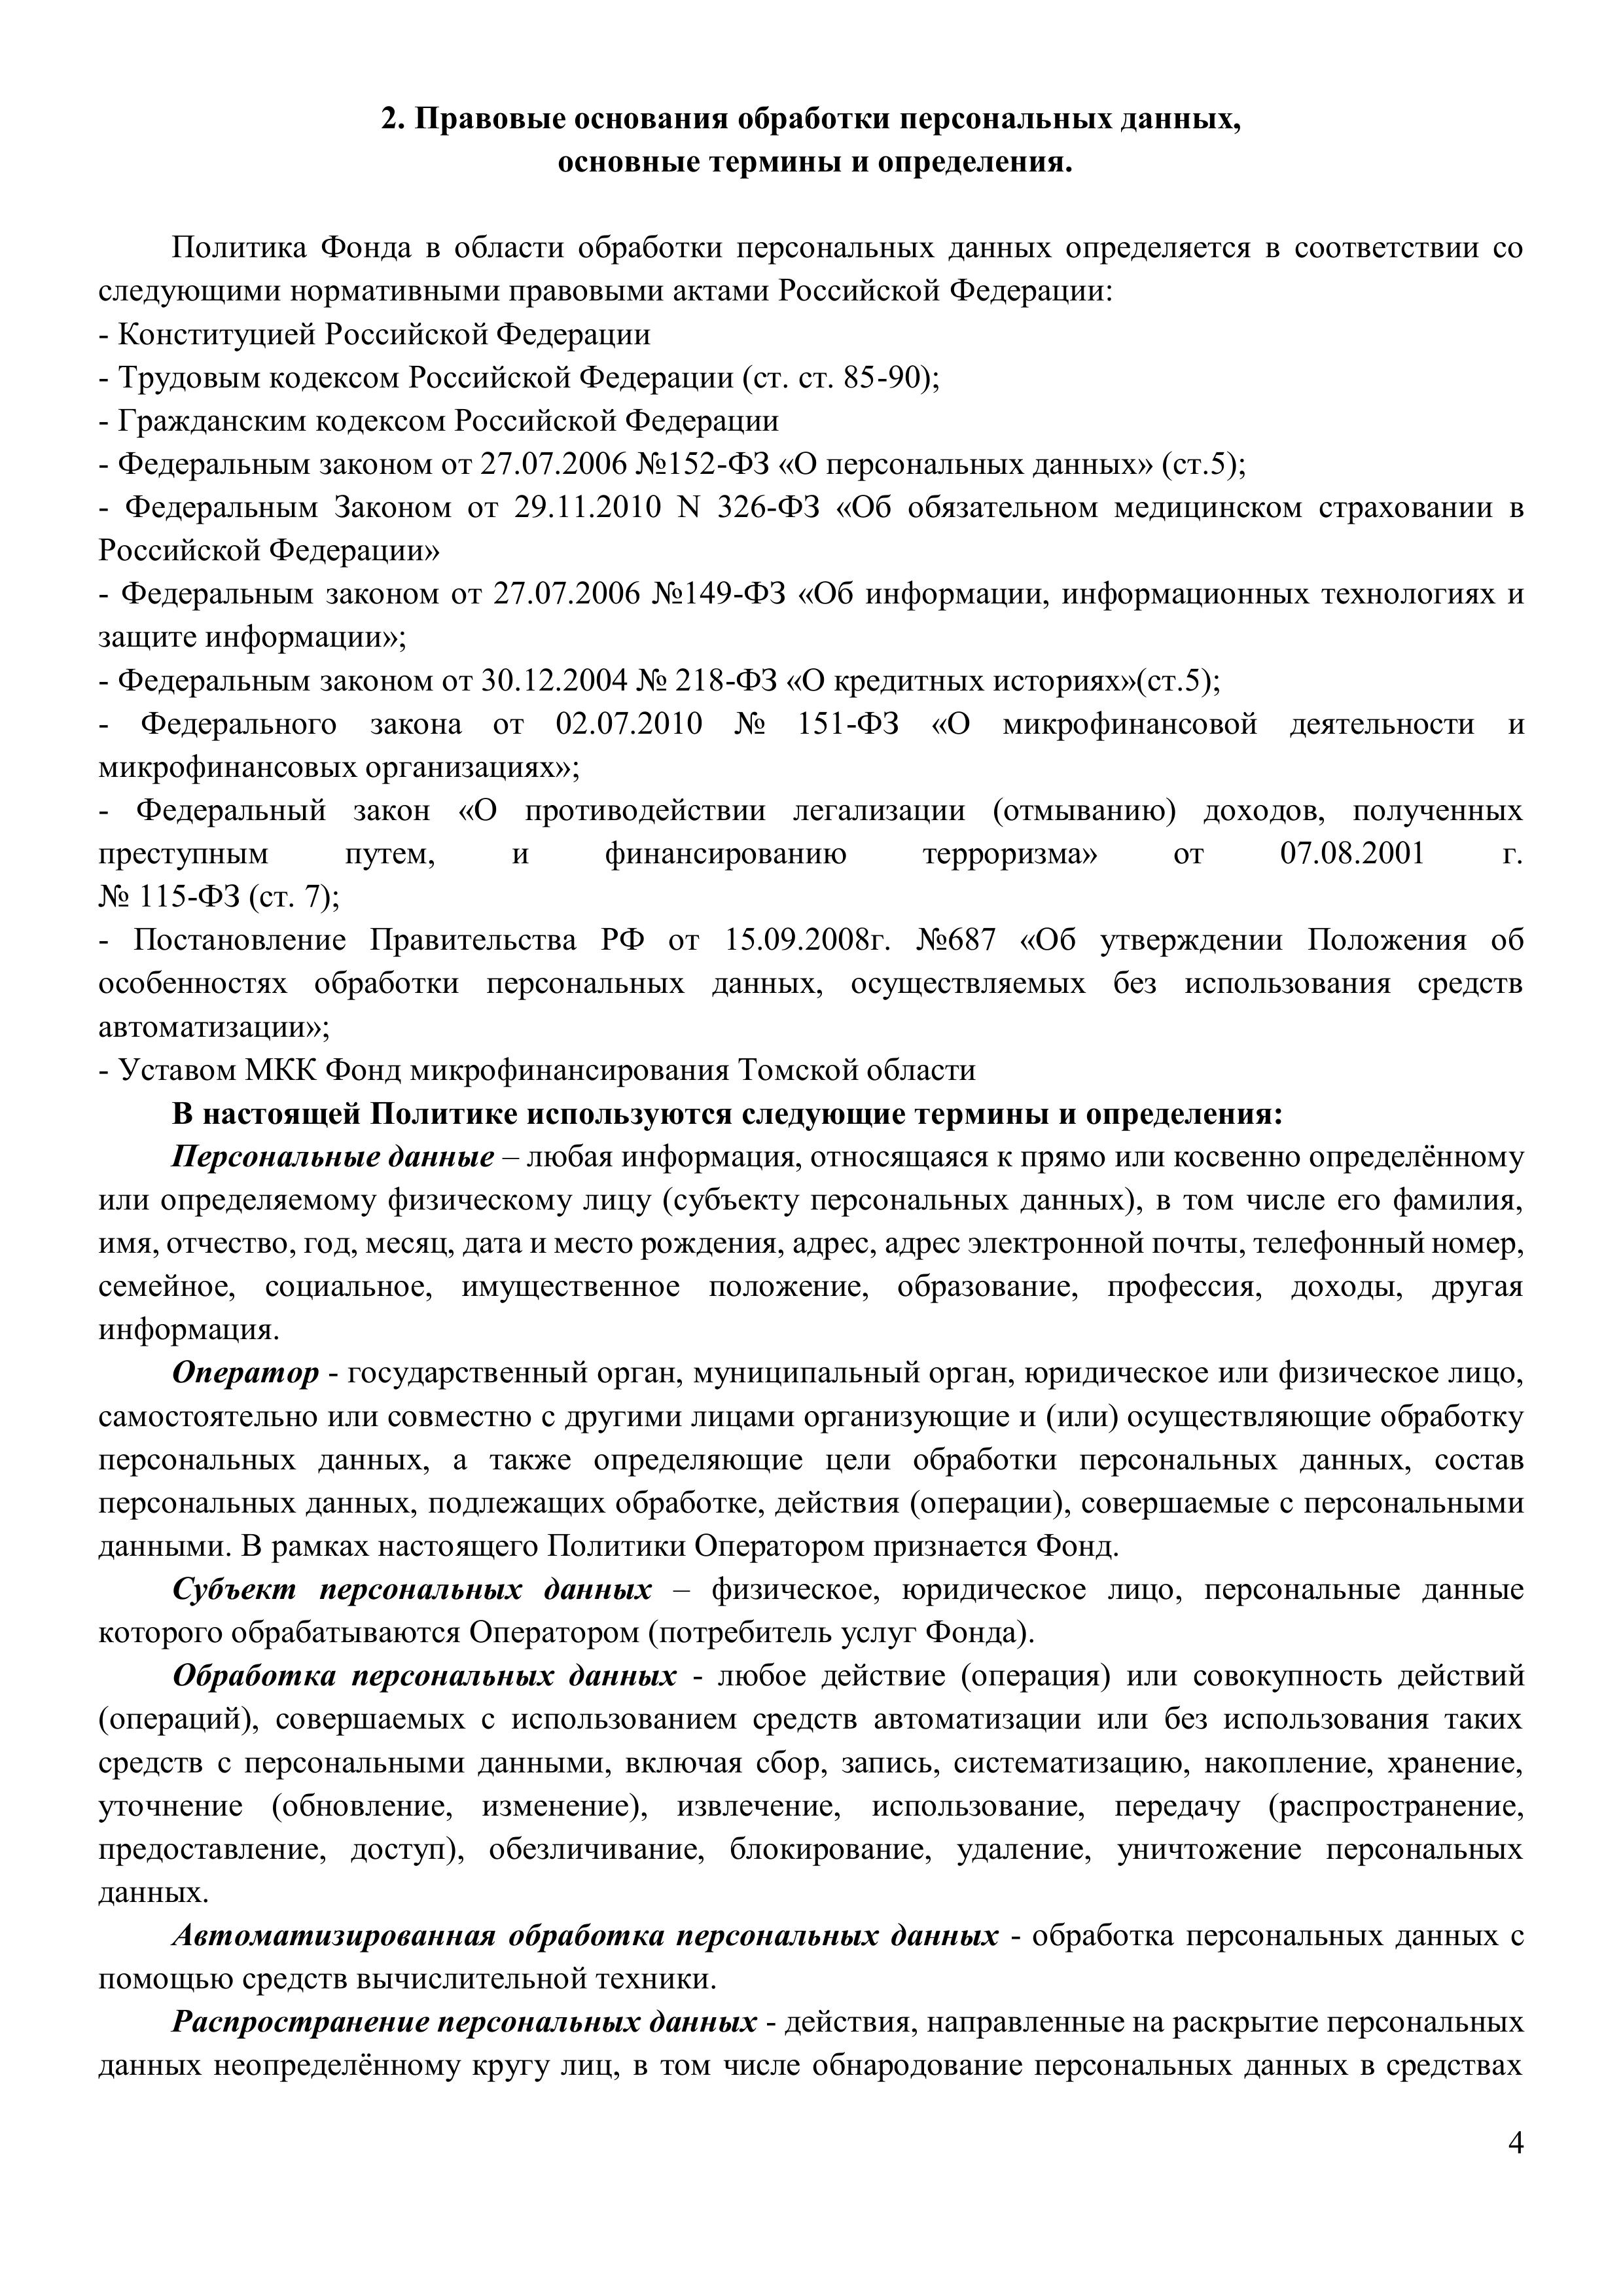 2. Правовые основания обработки персональных данных,
основные термины и определения.
Политика Фонда в области обработки персональных данных определяется в соответствии со
следующими нормативными правовыми актами Российской Федерации:
- Конституцией Российской Федерации
- Трудовым кодексом Российской Федерации (ст. ст. 85-90);
- Гражданским кодексом Российской Федерации
- Федеральным законом от 27.07.2006 №152-ФЗ «О персональных данных» (ст.5);
- Федеральным Законом от 29.11.2010 N 326-ФЗ «Об обязательном медицинском страховании в
Российской Федерации»
- Федеральным законом от 27.07.2006 №149-ФЗ «Об информации, информационных технологиях и
защите информации»;
- Федеральным законом от 30.12.2004 № 218-ФЗ «О кредитных историях»(ст.5);
- Федерального закона от 02.07.2010 № 151-ФЗ «О микрофинансовой деятельности и
микрофинансовых организациях»;
- Федеральный закон «О противодействии легализации (отмыванию) доходов, полученных
преступным путем, и финансированию терроризма» от 07.08.2001 г.
№ 115-ФЗ (ст. 7);
- Постановление Правительства РФ от 15.09.2008г. №687 «Об утверждении Положения об
особенностях обработки персональных данных, осуществляемых без использования средств
автоматизации»;
- Уставом МКК Фонд микрофинансирования Томской области
В настоящей Политике используются следующие термины и определения:
Персональные данные – любая информация, относящаяся к прямо или косвенно определённому
или определяемому физическому лицу (субъекту персональных данных), в том числе его фамилия,
имя, отчество, год, месяц, дата и место рождения, адрес, адрес электронной почты, телефонный номер,
семейное, социальное, имущественное положение, образование, профессия, доходы, другая
информация.
Оператор - государственный орган, муниципальный орган, юридическое или физическое лицо,
самостоятельно или совместно с другими лицами организующие и (или) осуществляющие обработку
персональных данных, а также определяющие цели обработки персональных данных, состав
персональных данных, подлежащих обработке, действия (операции), совершаемые с персональными
данными. В рамках настоящего Политики Оператором признается Фонд.
Субъект персональных данных – физическое, юридическое лицо, персональные данные
которого обрабатываются Оператором (потребитель услуг Фонда).
Обработка персональных данных - любое действие (операция) или совокупность действий
(операций), совершаемых с использованием средств автоматизации или без использования таких
средств с персональными данными, включая сбор, запись, систематизацию, накопление, хранение,
уточнение (обновление, изменение), извлечение, использование, передачу (распространение,
предоставление, доступ), обезличивание, блокирование, удаление, уничтожение персональных
данных.
Автоматизированная обработка персональных данных - обработка персональных данных с
помощью средств вычислительной техники.
Распространение персональных данных - действия, направленные на раскрытие персональных
данных неопределённому кругу лиц, в том числе обнародование персональных данных в средствах
4